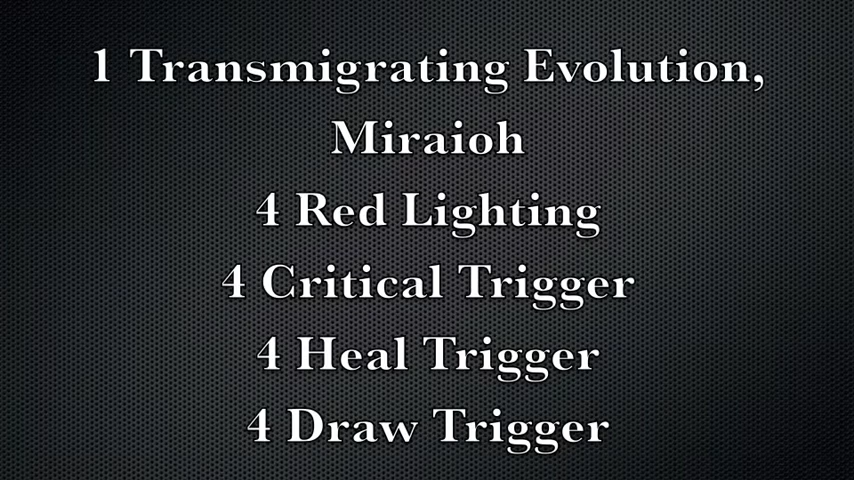 1 Transmigrating Evolution,
Miraioh
4 Red Lighting
4 Critical Trigger
4 Heal Trigger
4 Draw Trigger